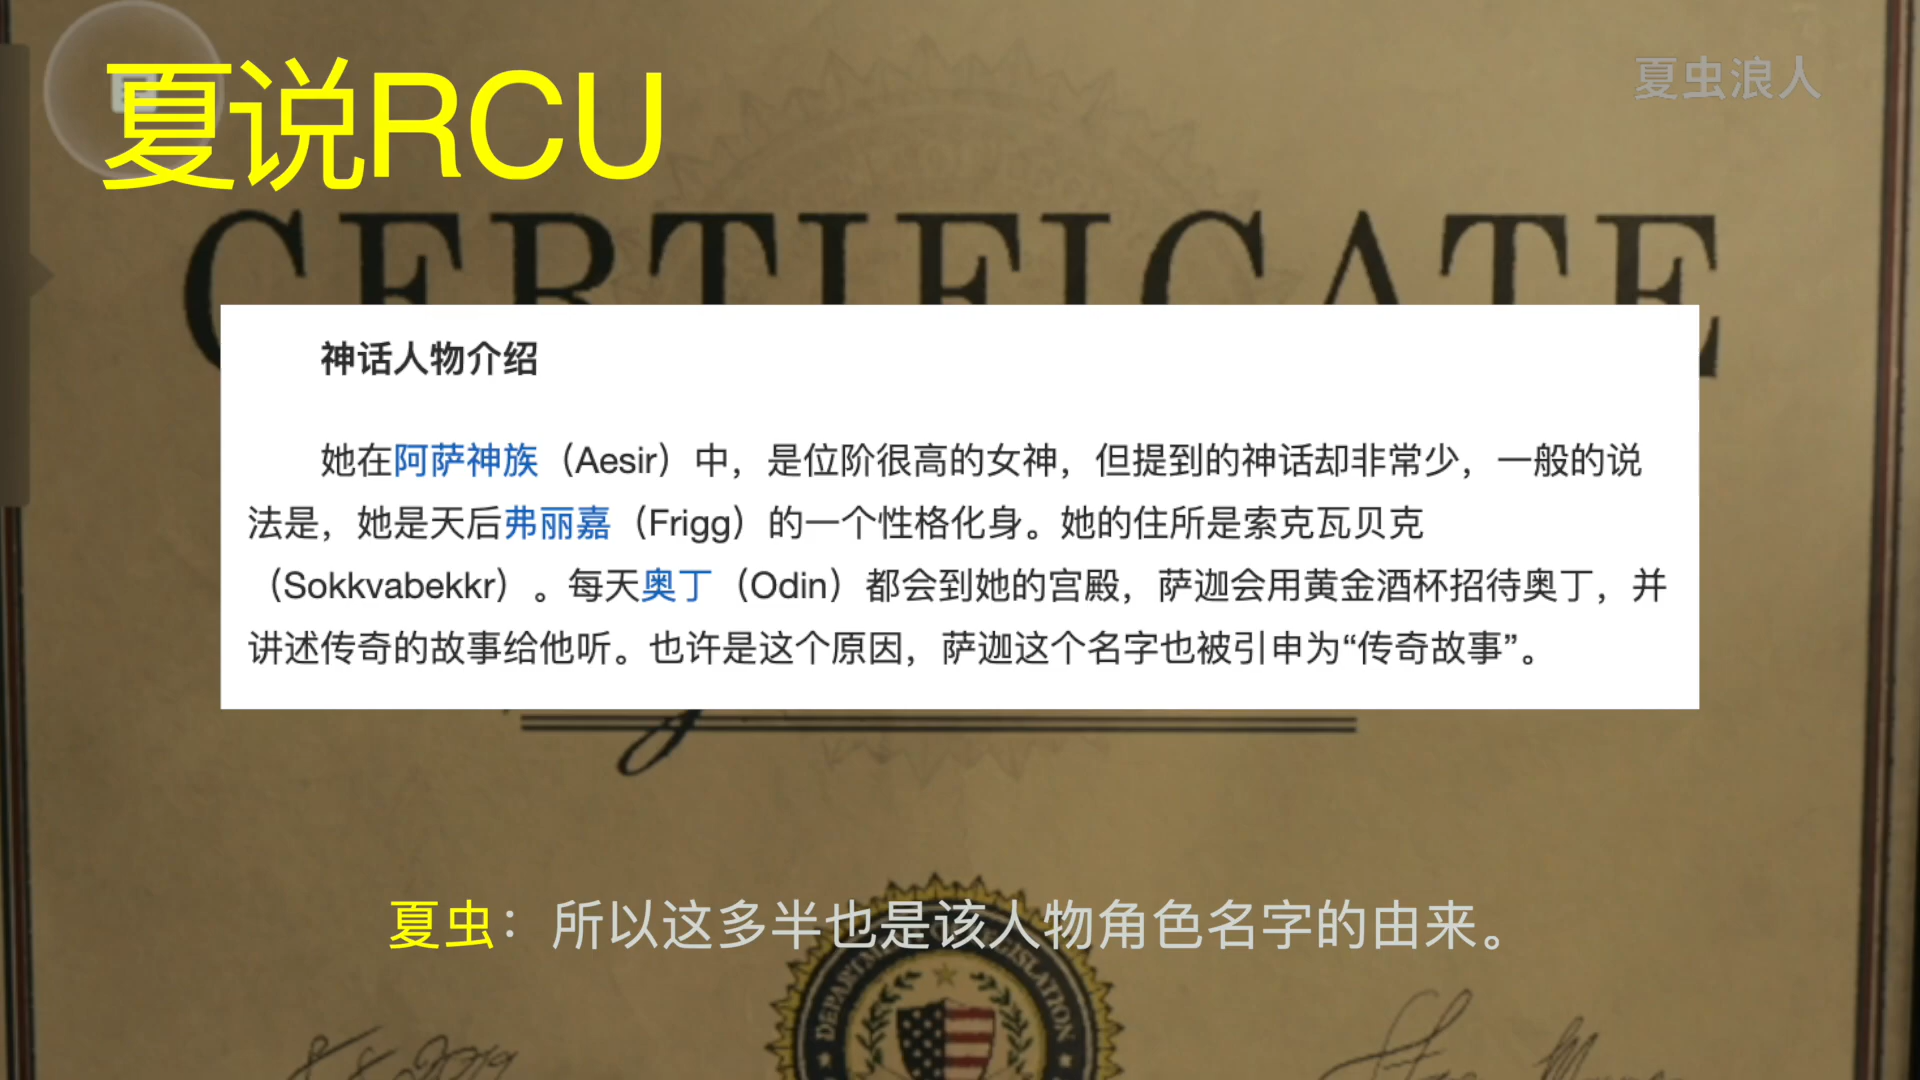 夏说RCU
夏虫浪人
CERTIFICATE
神话人物介绍
她在阿萨神族（Aesir）中，是位阶很高的女神，但提到的神话却非常少，一般的说
法是，她是天后弗丽嘉（Frigg）的一个性格化身。她的住所是索克瓦贝克
（Sokkvabekkr）。每天奥丁（Odin）都会到她的宫殿，萨迦会用黄金酒杯招待奥丁，并
讲述传奇的故事给他听。也许是这个原因，萨迦这个名字也被引申为“传奇故事”。
夏虫：所以这多半也是该人物角色名字的由来。